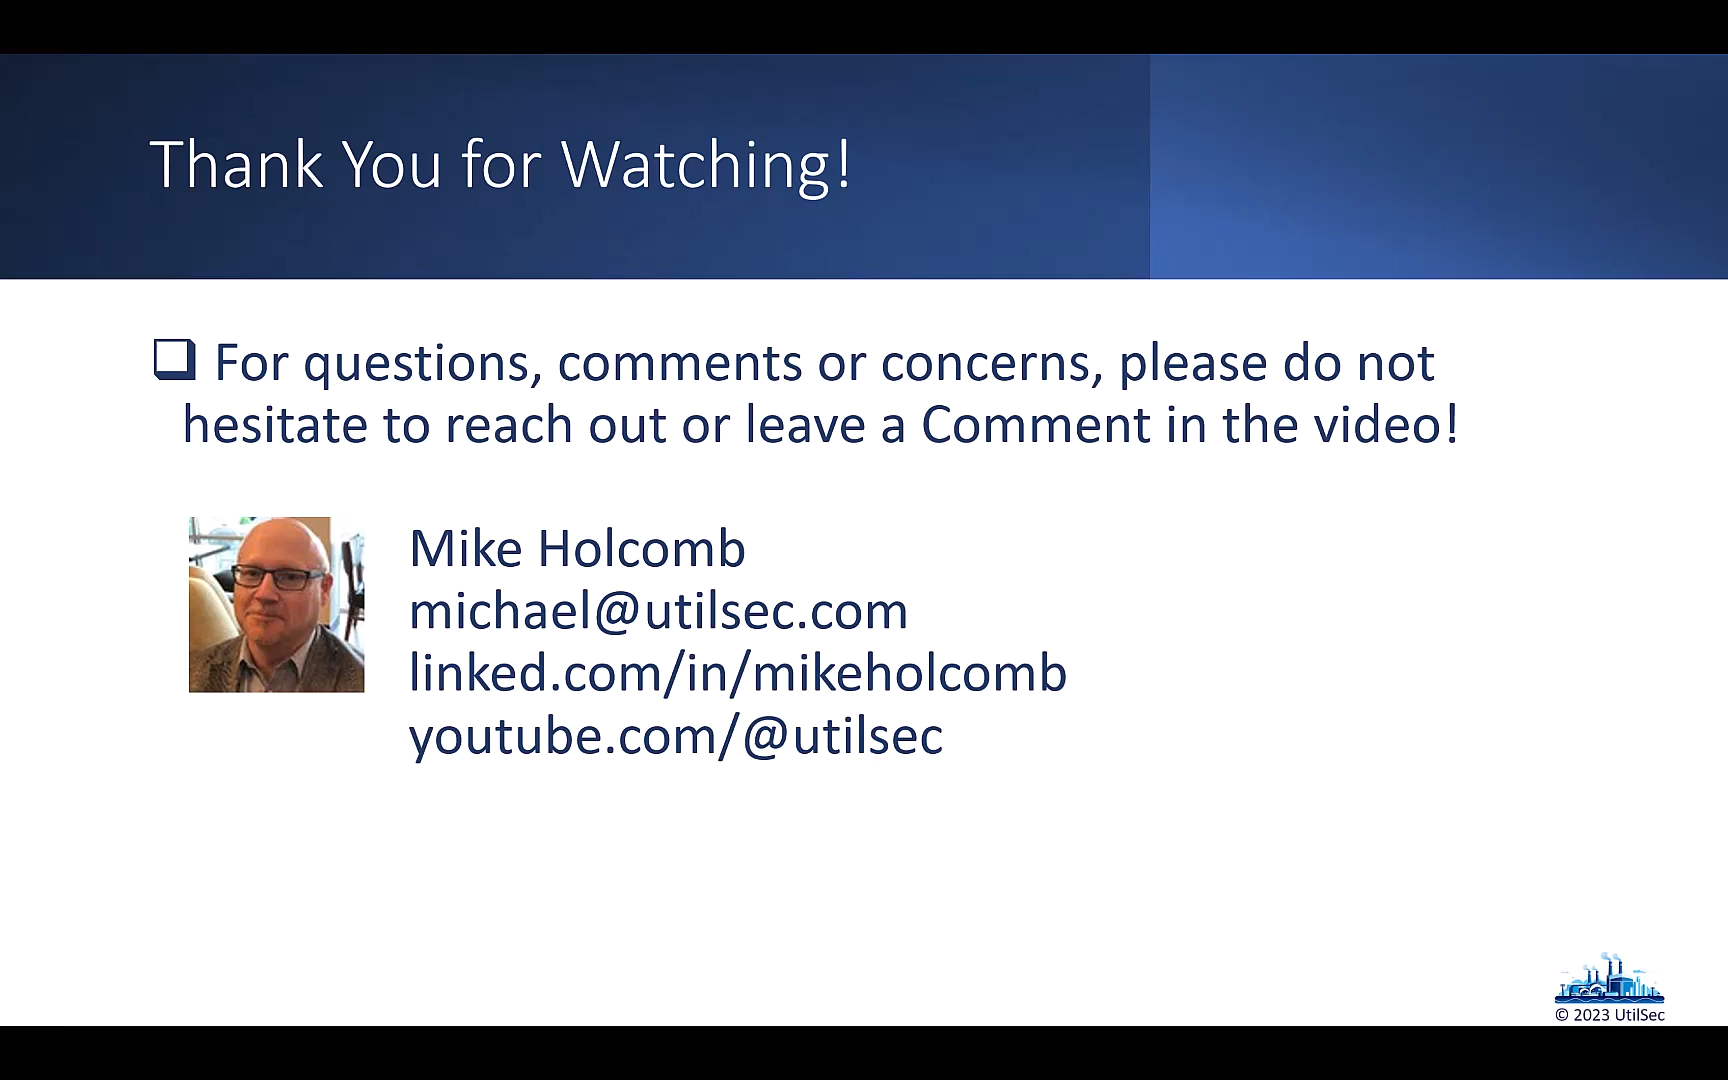 Thank You for Watching!
❑ For questions, comments or concerns, please do not
hesitate to reach out or leave a Comment in the video!
Mike Holcomb
michael@utilsec.com
linked.com/in/mikeholcomb
youtube.com/@utilsec
© 2023 UtilSec